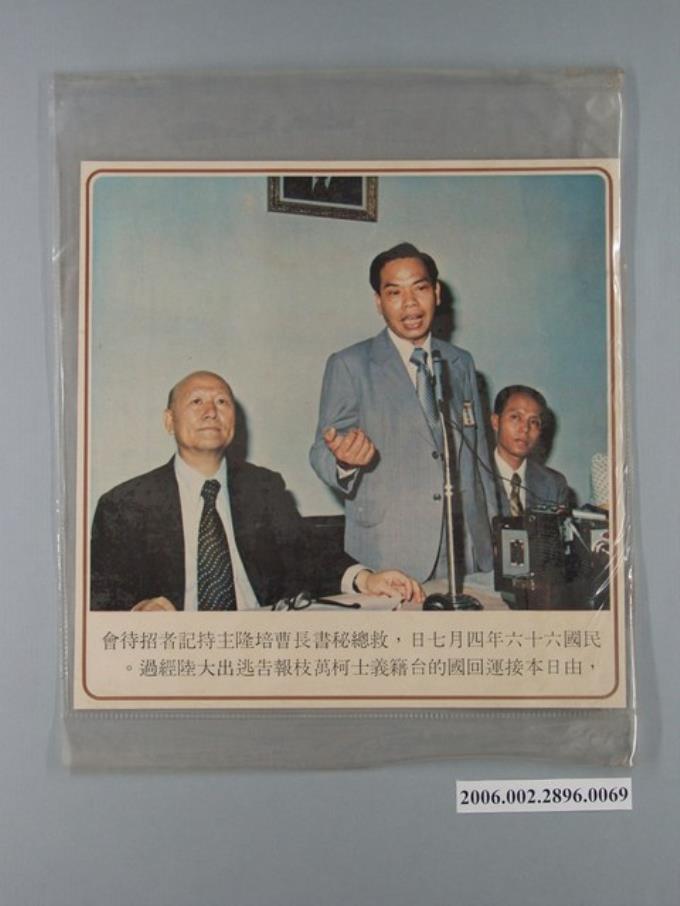 民國六十六年四月七日，救總秘書長曹培隆主持記者招待會
，由日本接運回國的台籍義士柯萬枝報告逃出大陸經過。
2006.002.2896.0069